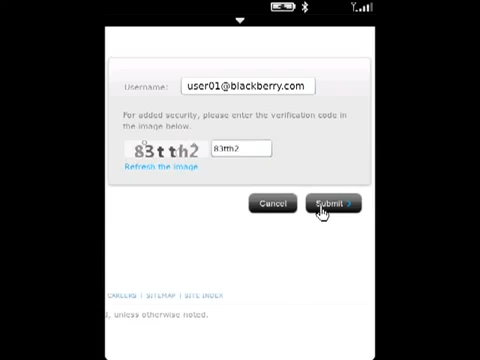 Username: user01@blackberry.com
For added security, please enter the verification code in
the image below.
83tth2 83tth2
Refresh the image
Cancel Submit
CAREERS | SITEMAP | SITE INDEX
, unless otherwise noted.